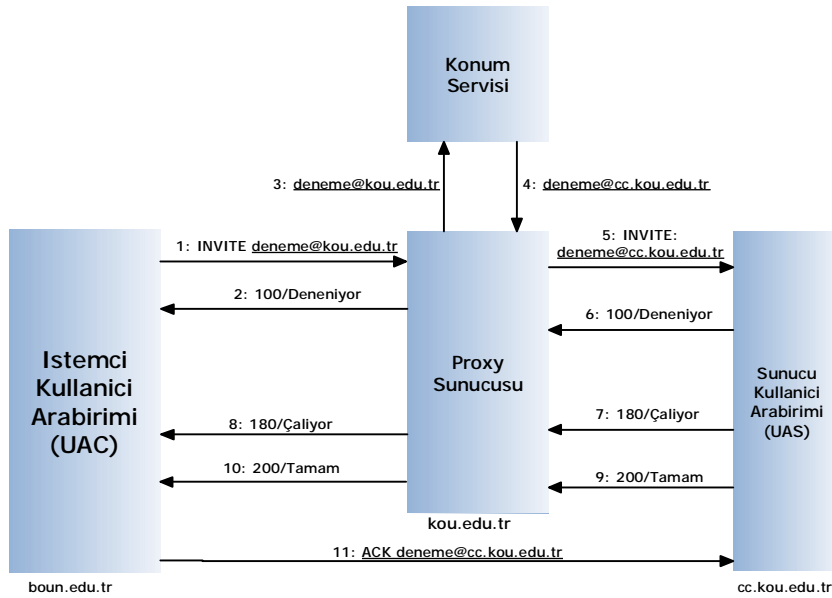 Konum
Servisi
3: deneme@kou.edu.tr
4: deneme@cc.kou.edu.tr
1: INVITE deneme@kou.edu.tr
5: INVITE:
deneme@cc.kou.edu.tr
2: 100/Deneniyor
6: 100/Deneniyor
Istemci
Kullanici
Arabirimi
(UAC)
Proxy
Sunucusu
Sunucu
Kullanici
Arabirimi
(UAS)
8: 180/Çaliyor
7: 180/Çaliyor
10: 200/Tamam
9: 200/Tamam
kou.edu.tr
11: ACK deneme@cc.kou.edu.tr
boun.edu.tr
cc.kou.edu.tr